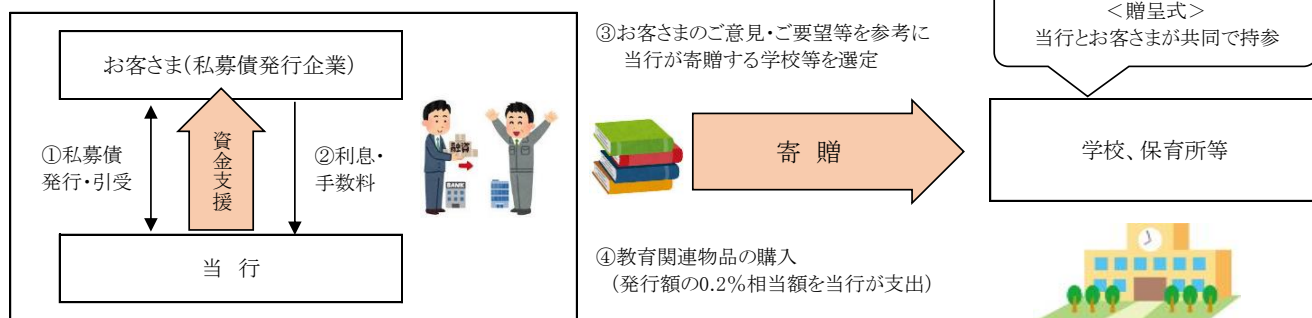 お客さま(私募債発行企業)
①私募債
発行・引受
資金支援
②利息・
手数料
融資
BANK
当 行
③お客さまのご意見・ご要望等を参考に
当行が寄贈する学校等を選定
寄 贈
④教育関連物品の購入
(発行額の0.2%相当額を当行が支出)
<贈呈式>
当行とお客さまが共同で持参
学校、保育所等